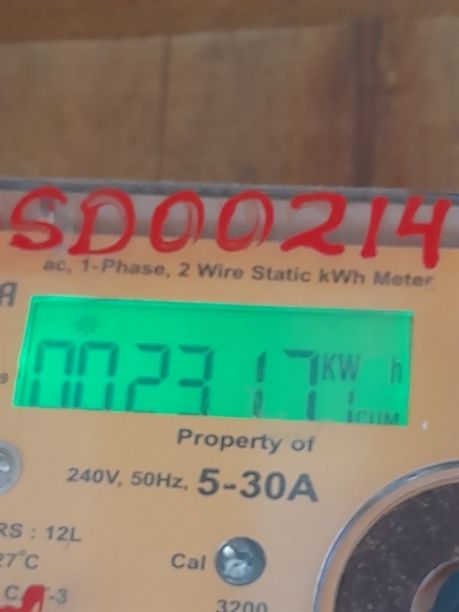 SD00214
ac, 1-Phase, 2 Wire Static kWh Meter
002317 KW h
CUM
Property of
240V, 50Hz, 5-30A
RS : 12L
27°C
Cal
3200